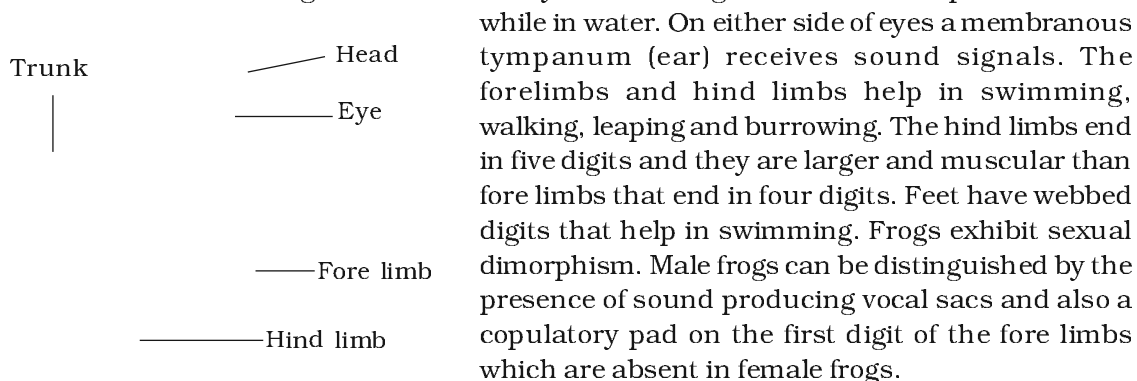 Trunk
Head
Eye
Fore limb
Hind limb
while in water. On either side of eyes a membranous
tympanum (ear) receives sound signals. The
forelimbs and hind limbs help in swimming,
walking, leaping and burrowing. The hind limbs end
in five digits and they are larger and muscular than
fore limbs that end in four digits. Feet have webbed
digits that help in swimming. Frogs exhibit sexual
dimorphism. Male frogs can be distinguished by the
presence of sound producing vocal sacs and also a
copulatory pad on the first digit of the fore limbs
which are absent in female frogs.